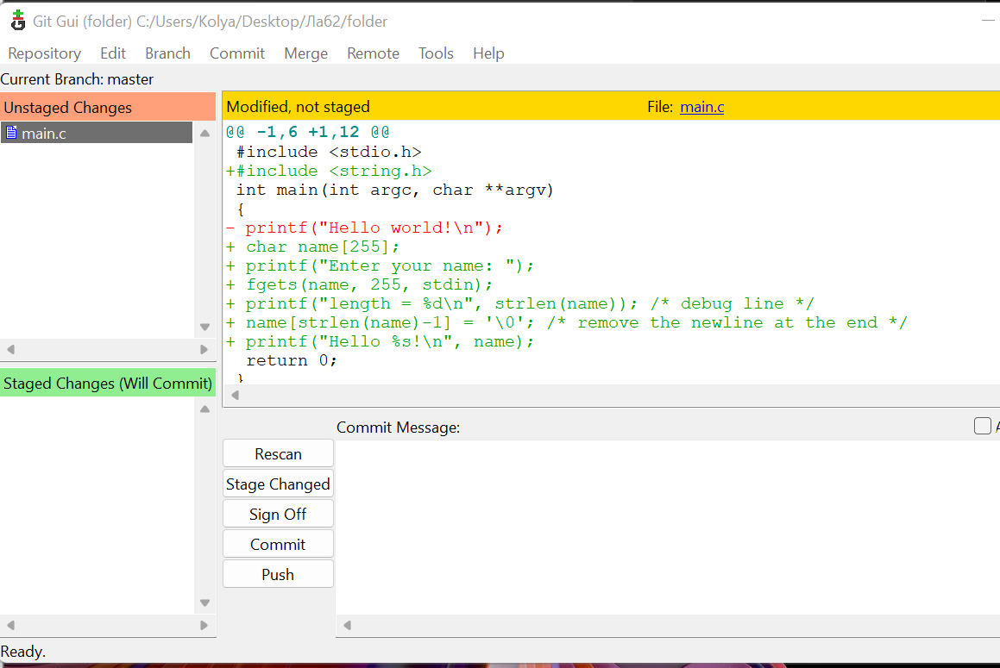 Git Gui (folder) C:/Users/Kolya/Desktop/Ла62/folder
Repository Edit Branch Commit Merge Remote Tools Help
Current Branch: master
Unstaged Changes
main.c
Modified, not staged File: main.c
@@ -1,6 +1,12 @@
 #include <stdio.h>
+#include <string.h>
 int main(int argc, char **argv)
 {
- printf("Hello world!\n");
+ char name[255];
+ printf("Enter your name: ");
+ fgets(name, 255, stdin);
+ printf("length = %d\n", strlen(name)); /* debug line */
+ name[strlen(name)-1] = '\0'; /* remove the newline at the end */
+ printf("Hello %s!\n", name);
  return 0;
 }
Staged Changes (Will Commit)
Commit Message:
Rescan
Stage Changed
Sign Off
Commit
Push
Ready.